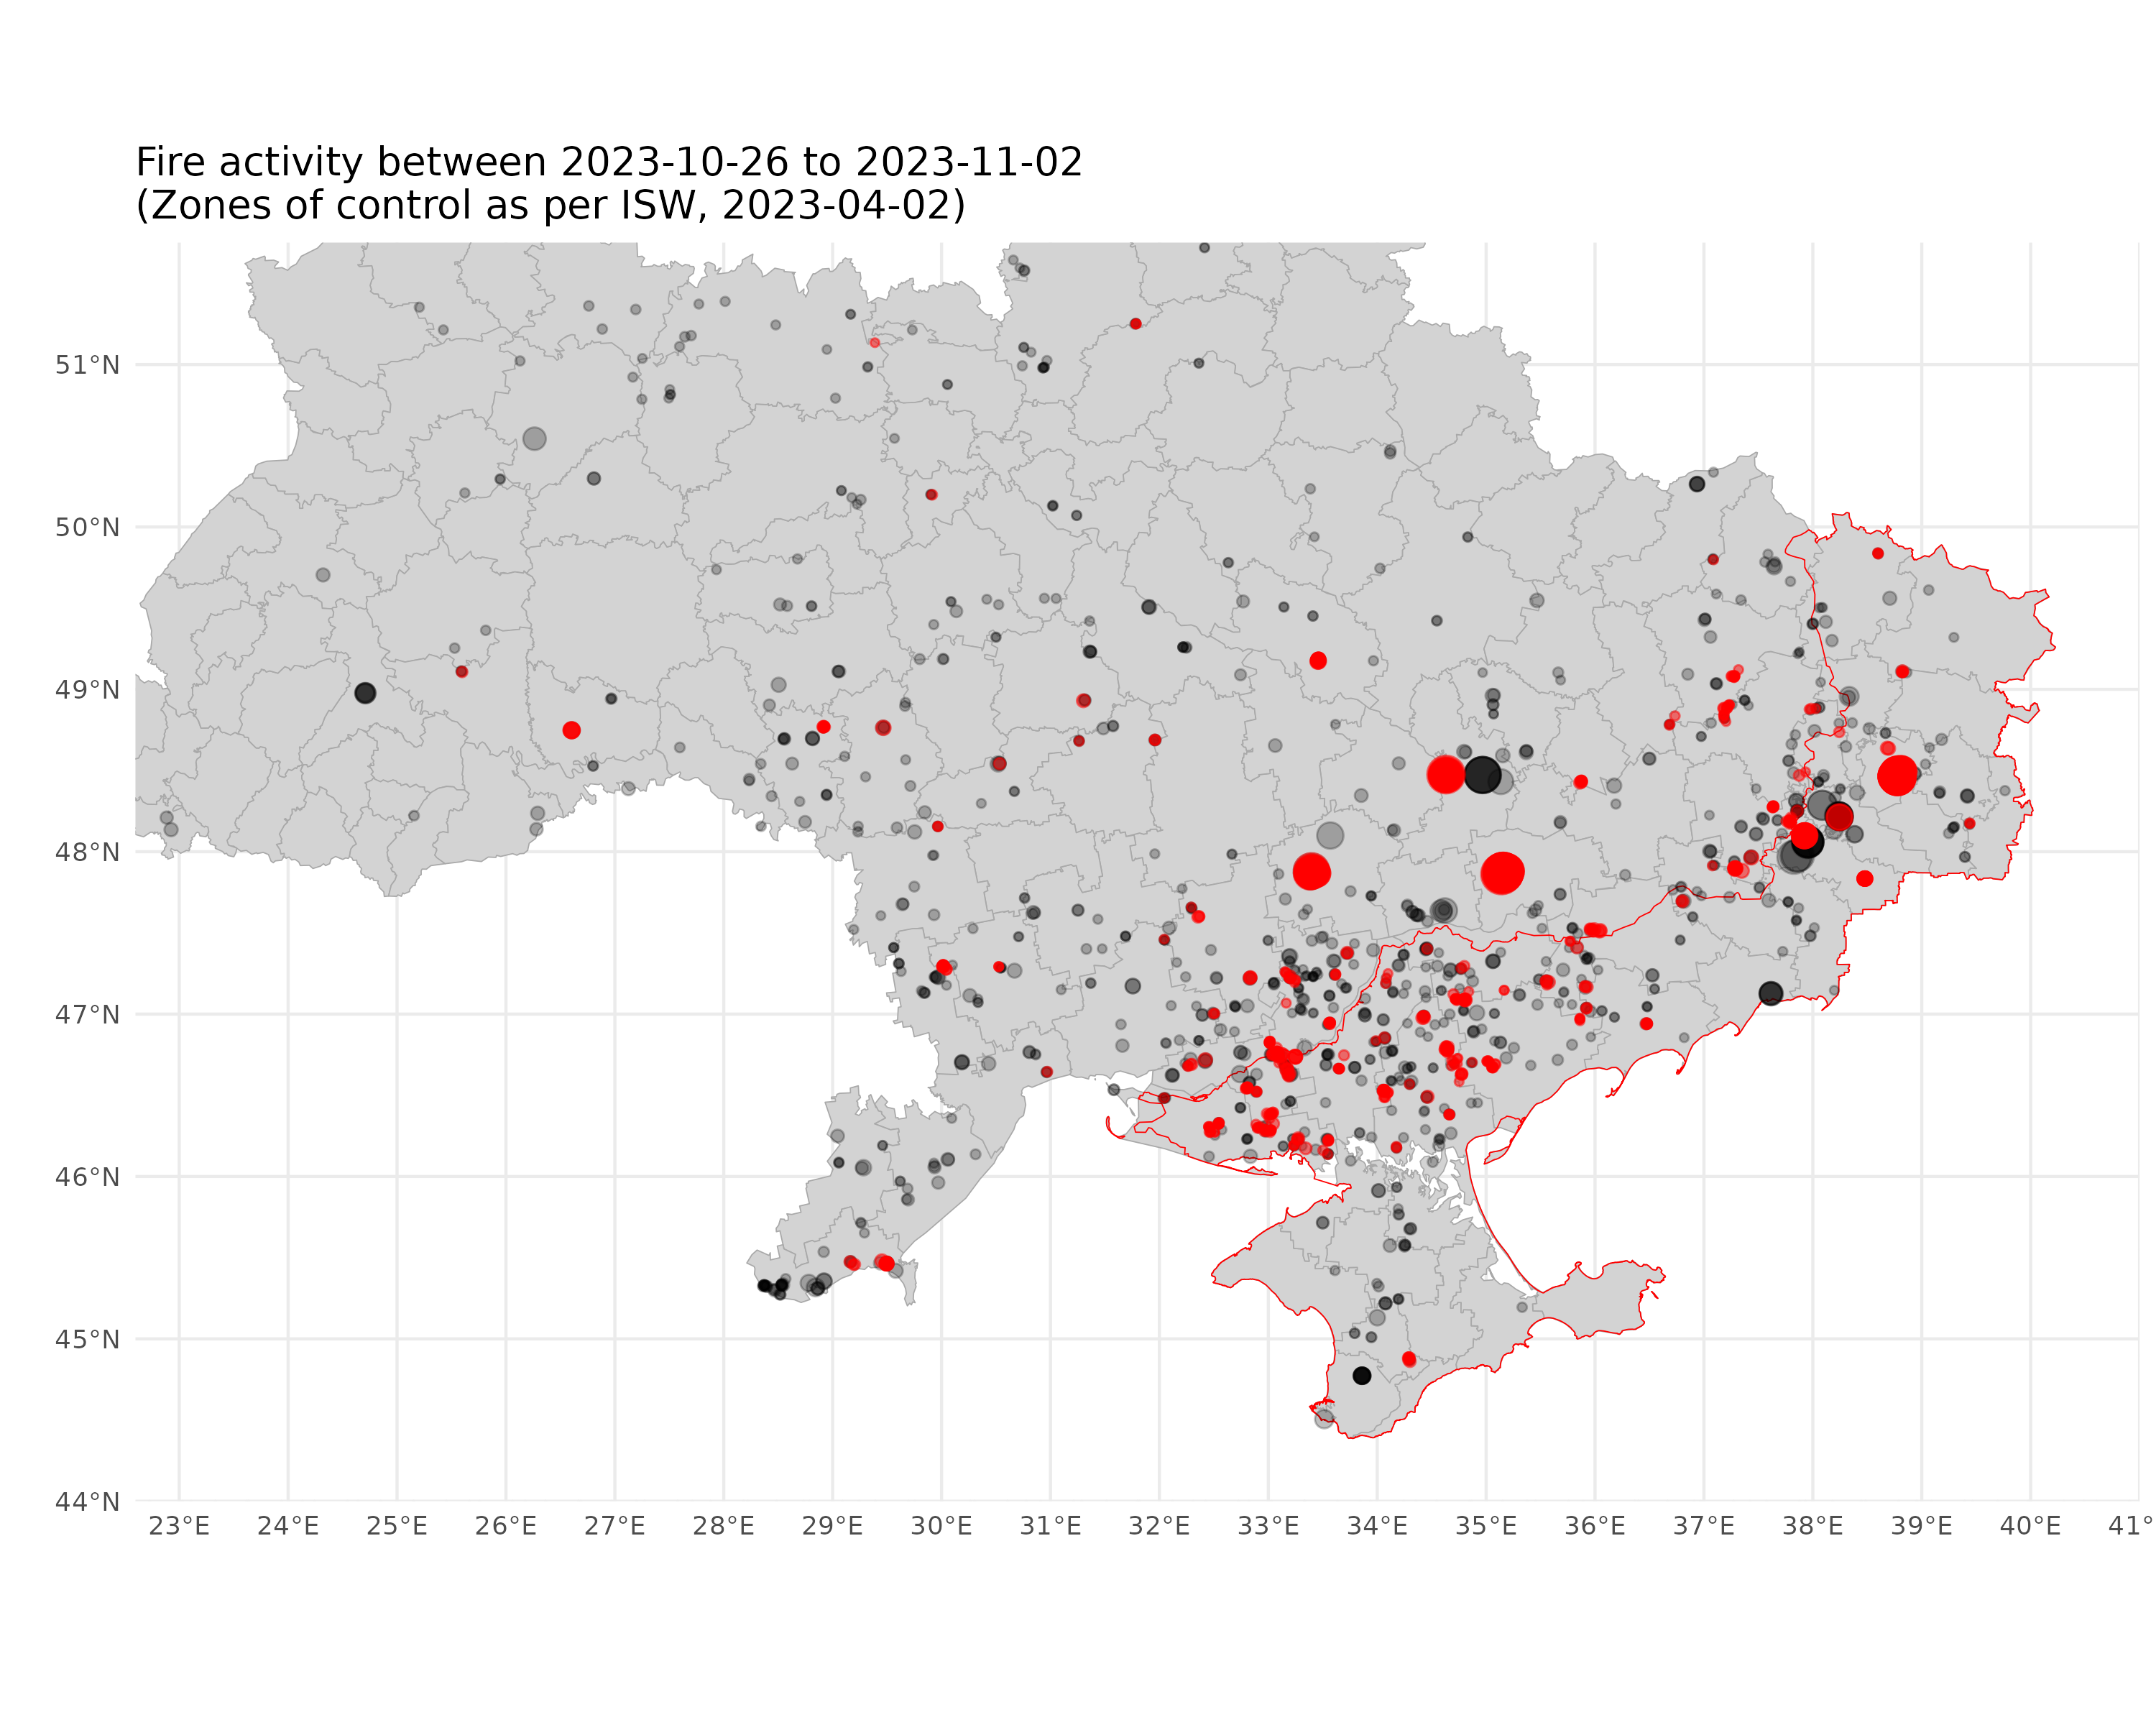 Fire activity between 2023-10-26 to 2023-11-02
(Zones of control as per ISW, 2023-04-02)
51°N
50°N
49°N
48°N
47°N
46°N
45°N
44°N
23°E 24°E 25°E 26°E 27°E 28°E 29°E 30°E 31°E 32°E 33°E 34°E 35°E 36°E 37°E 38°E 39°E 40°E 41°